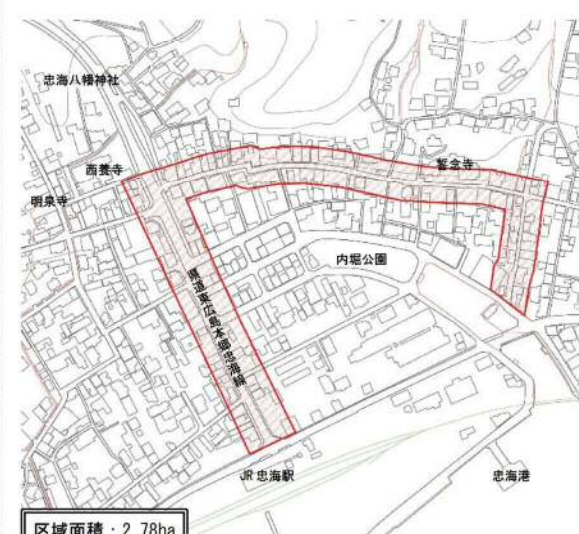 忠海八幡神社
西養寺
誓念寺
明泉寺
内堀公園
県道東広島本郷忠海線
JR忠海駅
忠海港
区域面積：2.78ha